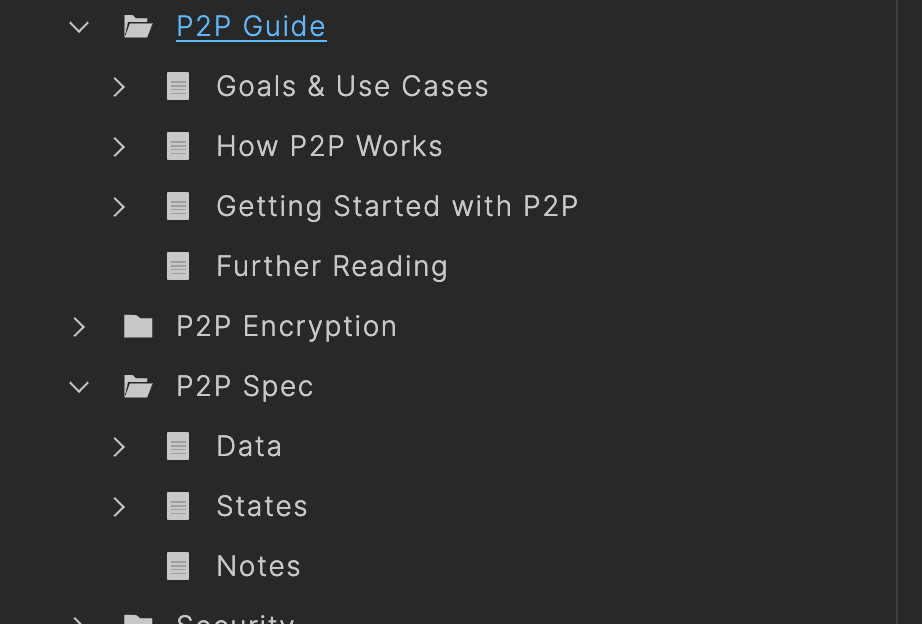 P2P Guide
Goals & Use Cases
How P2P Works
Getting Started with P2P
Further Reading
P2P Encryption
P2P Spec
Data
States
Notes
Security